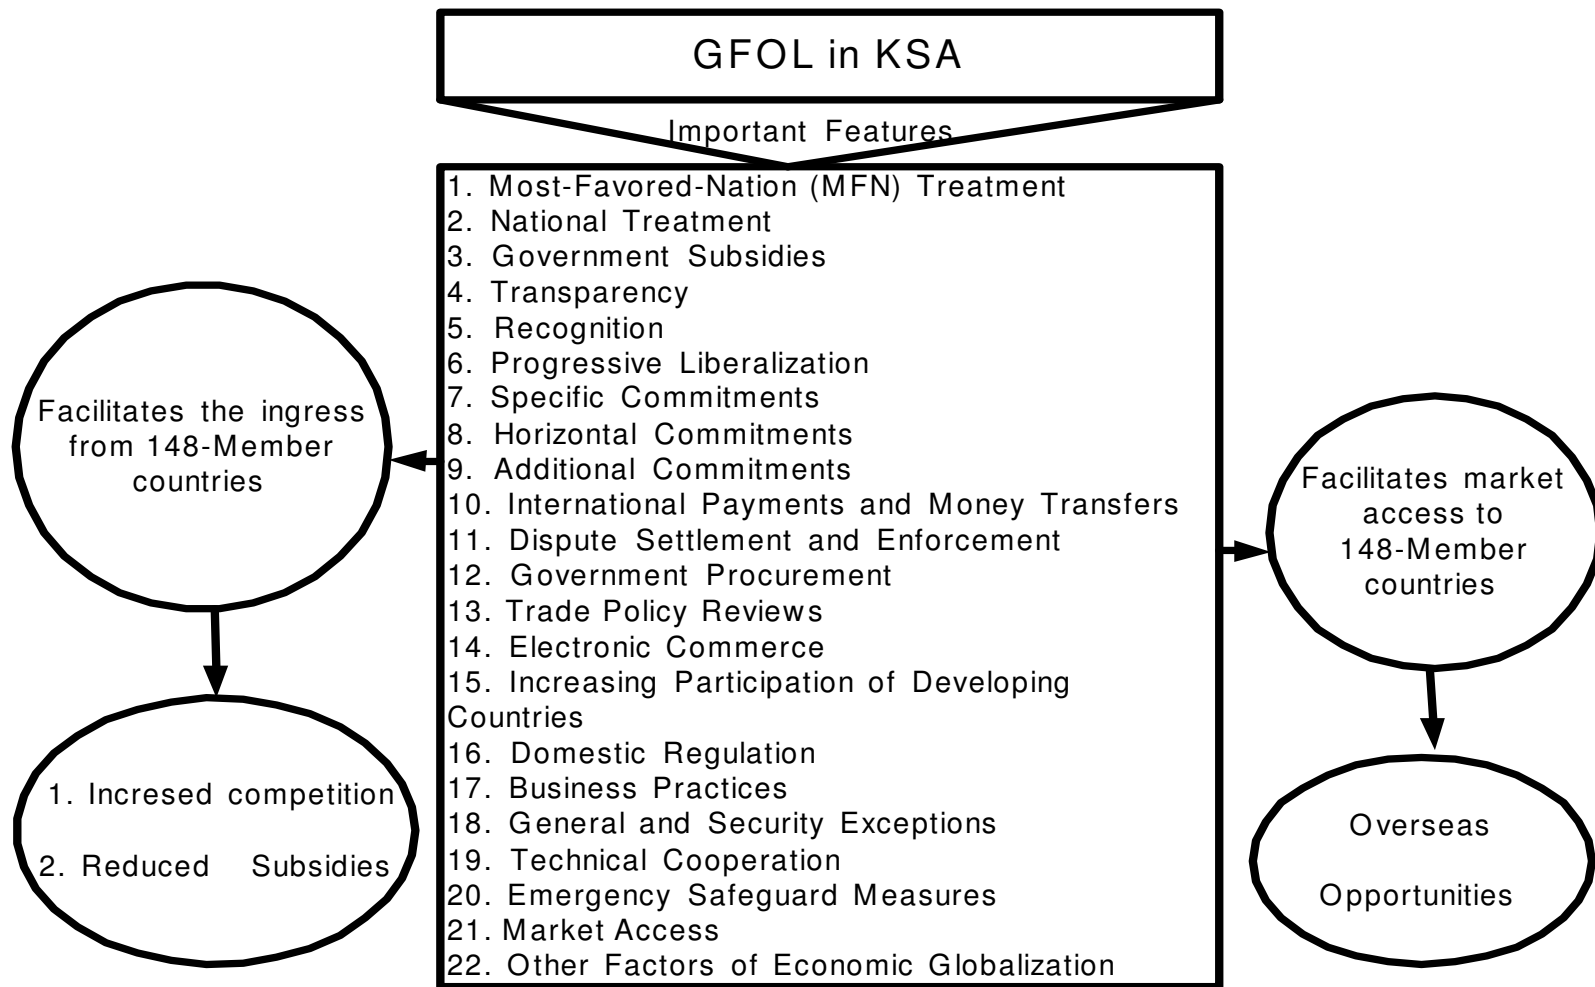 GFOL in KSA
Important Features
1. Most-Favored-Nation (MFN) Treatment
2. National Treatment
3. Government Subsidies
4. Transparency
5. Recognition
6. Progressive Liberalization
7. Specific Commitments
8. Horizontal Commitments
9. Additional Commitments
10. International Payments and Money Transfers
11. Dispute Settlement and Enforcement
12. Government Procurement
13. Trade Policy Reviews
14. Electronic Commerce
15. Increasing Participation of Developing
Countries
16. Domestic Regulation
17. Business Practices
18. General and Security Exceptions
19. Technical Cooperation
20. Emergency Safeguard Measures
21. Market Access
22. Other Factors of Economic Globalization
Facilitates the ingress
from 148-Member
countries
1. Incresed competition
2. Reduced Subsidies
Facilitates market
access to
148-Member
countries
Overseas
Opportunities